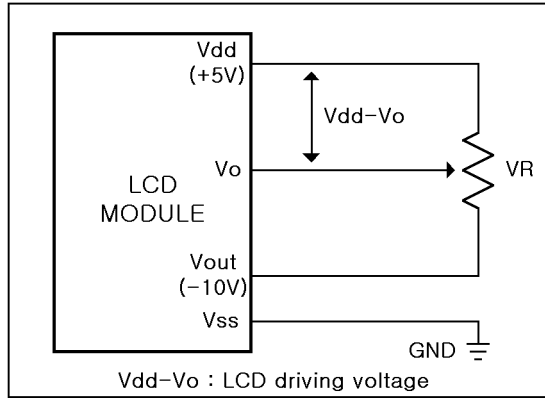 Vdd
(+5V)
Vdd-Vo
Vo
VR
LCD
MODULE
Vout
(-10V)
Vss
GND
Vdd-Vo : LCD driving voltage